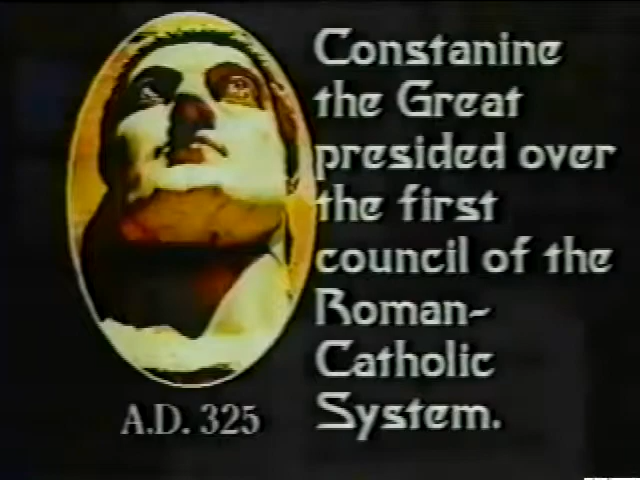 Constanine
the Great
presided over
the first
council of the
Roman-
Catholic
System.
A.D. 325